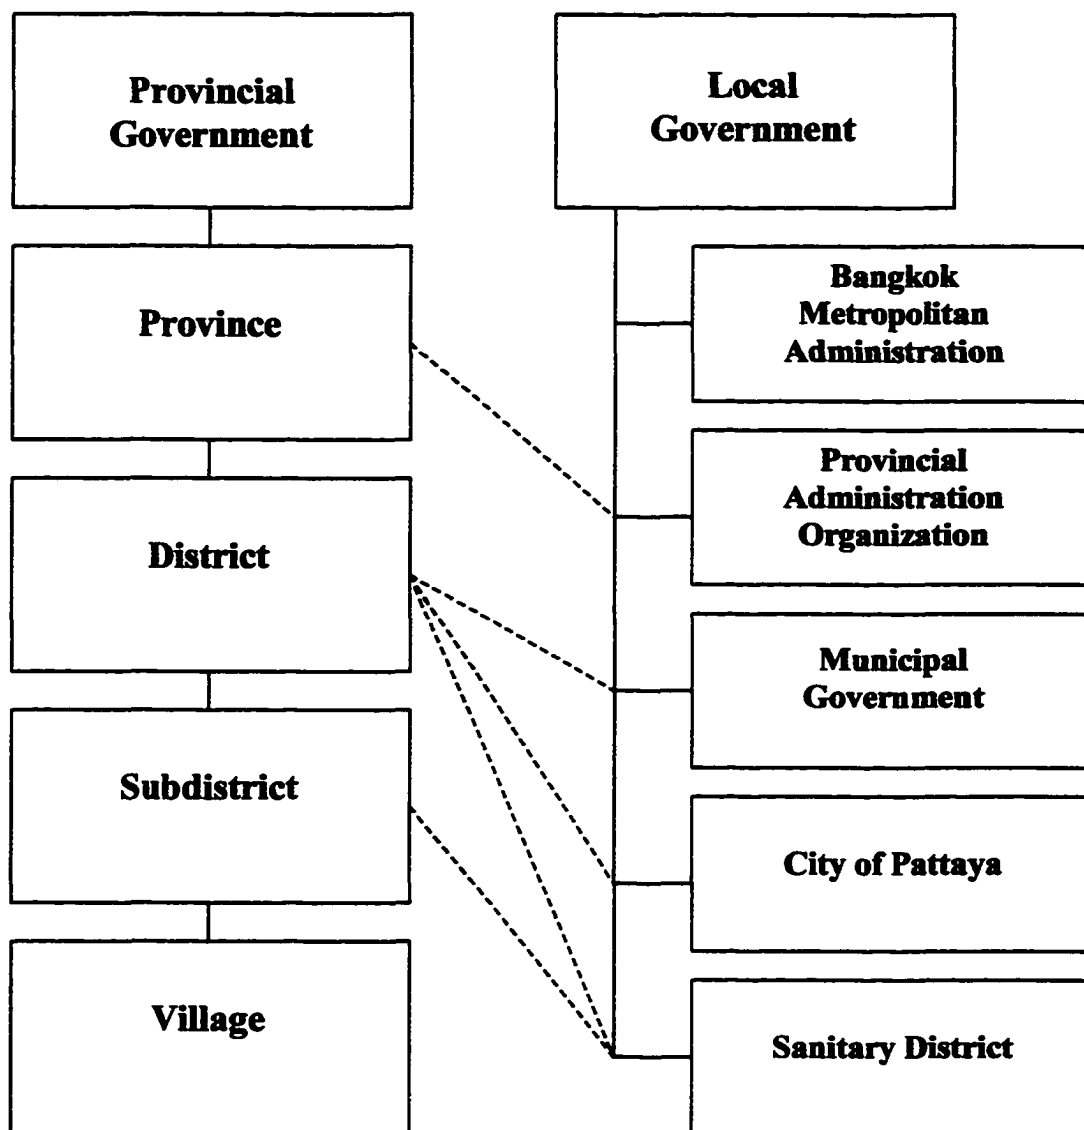 Provincial
Government
Province
District
Subdistrict
Village
Local
Government
Bangkok
Metropolitan
Administration
Provincial
Administration
Organization
Municipal
Government
City of Pattaya
Sanitary District